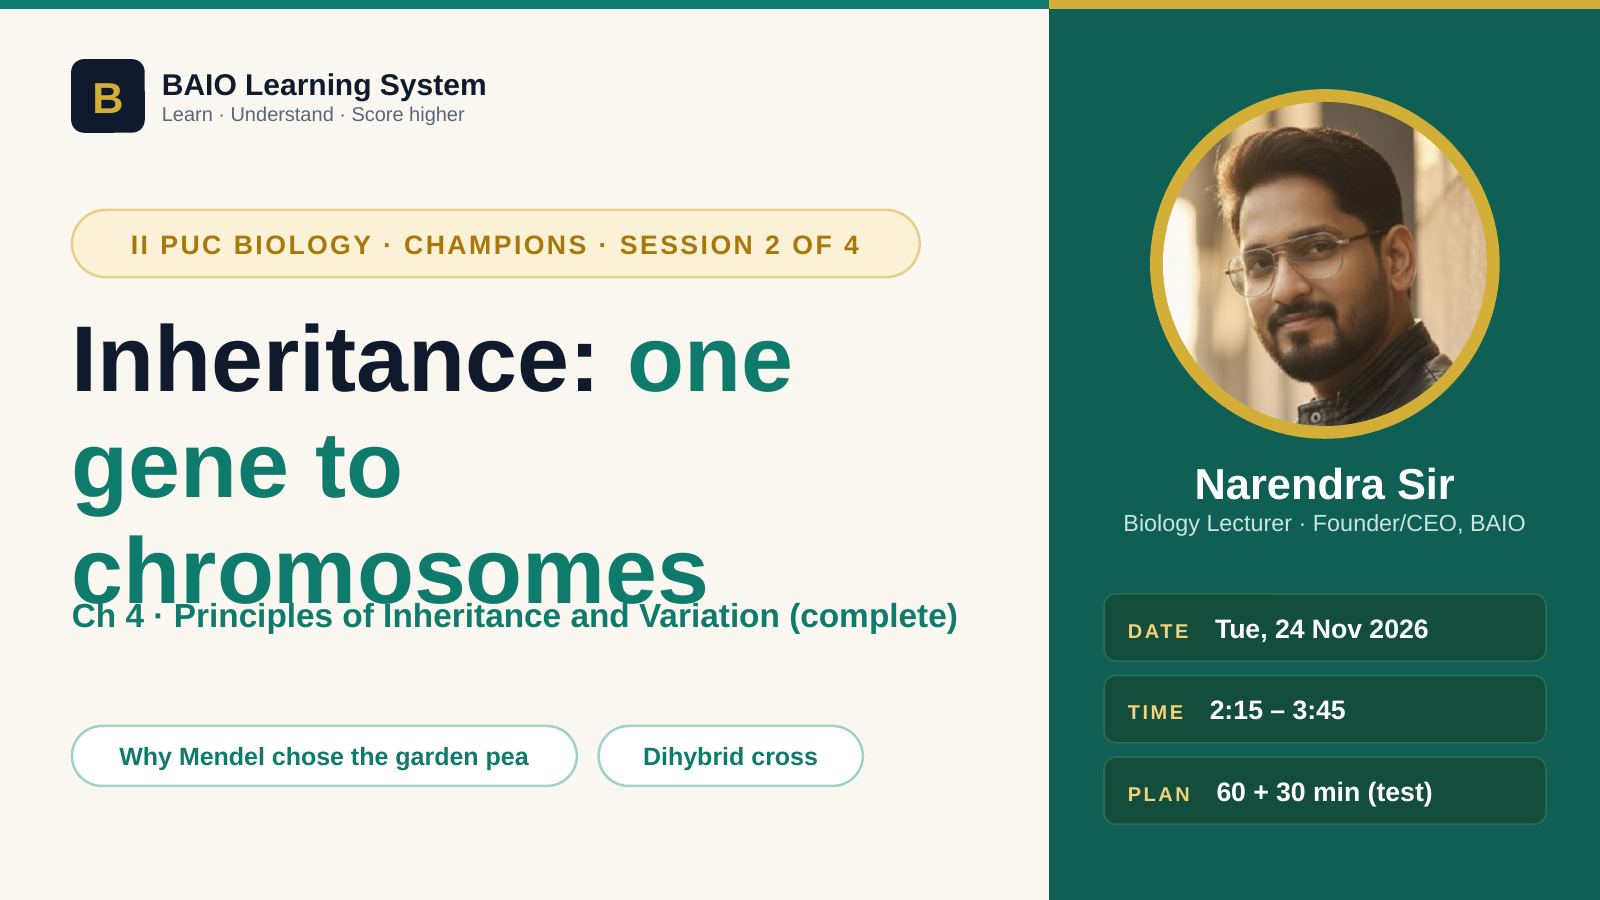 B
BAIO Learning System
Learn · Understand · Score higher
II PUC BIOLOGY · CHAMPIONS · SESSION 2 OF 4
Inheritance: one
gene to
chromosomes
Ch 4 · Principles of Inheritance and Variation (complete)
Why Mendel chose the garden pea
Dihybrid cross
Narendra Sir
Biology Lecturer · Founder/CEO, BAIO
DATE Tue, 24 Nov 2026
TIME 2:15 – 3:45
PLAN 60 + 30 min (test)